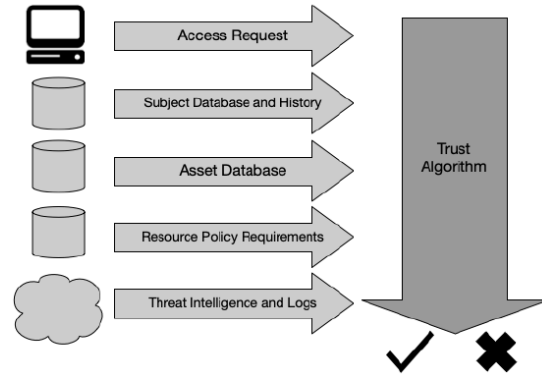 Access Request
Subject Database and History
Asset Database
Resource Policy Requirements
Threat Intelligence and Logs
Trust
Algorithm